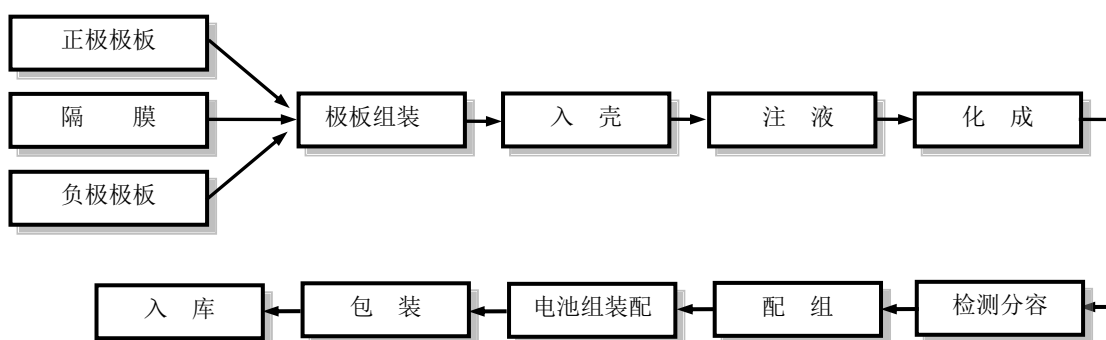 正极极板
隔 膜
负极极板
极板组装
入 壳
注 液
化 成
检测分容
配 组
电池组装配
包 装
入 库